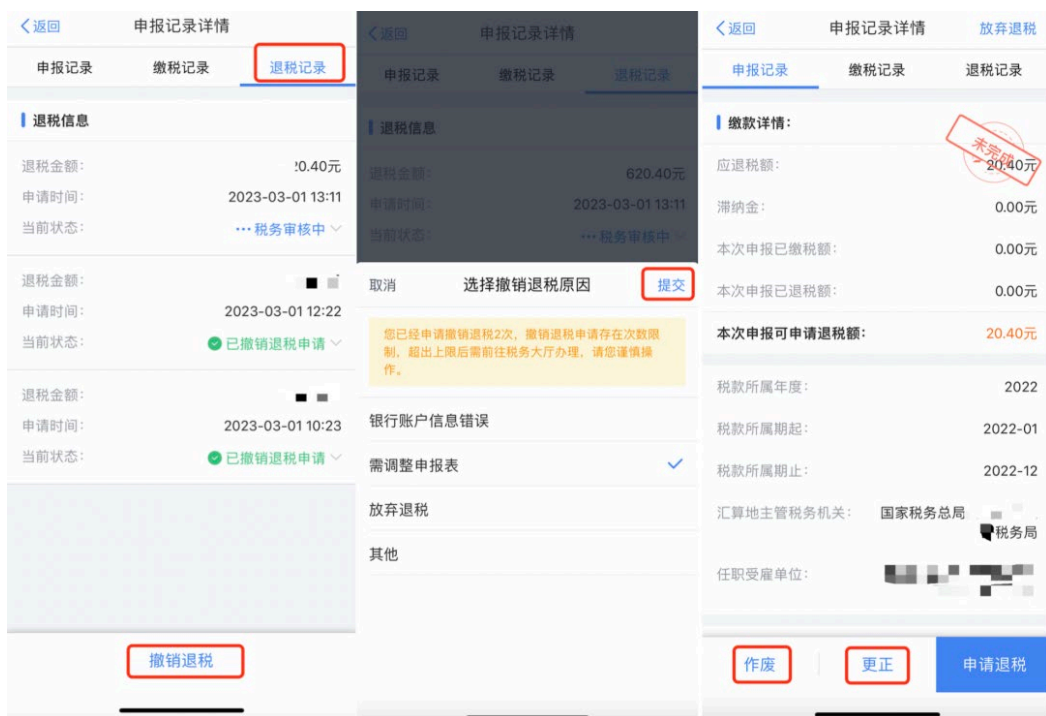 返回
申报记录详情
申报记录
缴税记录
退税记录
退税信息
退税金额:
0.40元
申请时间:
2023-03-01 13:11
当前状态:
税务审核中
退税金额:
申请时间:
2023-03-01 12:22
当前状态:
已撤销退税申请
退税金额:
申请时间:
2023-03-01 10:23
当前状态:
已撤销退税申请
撤销退税
返回
申报记录详情
申报记录
缴税记录
退税记录
退税信息
退税金额:
620.40元
申请时间:
2023-03-01 13:11
当前状态:
税务审核中
取消
选择撤销退税原因
提交
您已经申请撤销退税2次，撤销退税申请存在次数限
制，超出上限后需前往税务大厅办理，请您谨慎操
作。
银行账户信息错误
需调整申报表
放弃退税
其他
返回
申报记录详情
放弃退税
申报记录
缴税记录
退税记录
缴款详情:
未完成
应退税额:
20.40元
滞纳金:
0.00元
本次申报已缴税额:
0.00元
本次申报已退税额:
0.00元
本次申报可申请退税额:
20.40元
税款所属年度:
2022
税款所属期起:
2022-01
税款所属期止:
2022-12
汇算地主管税务机关:
国家税务总局
税务局
任职受雇单位:
作废
更正
申请退税